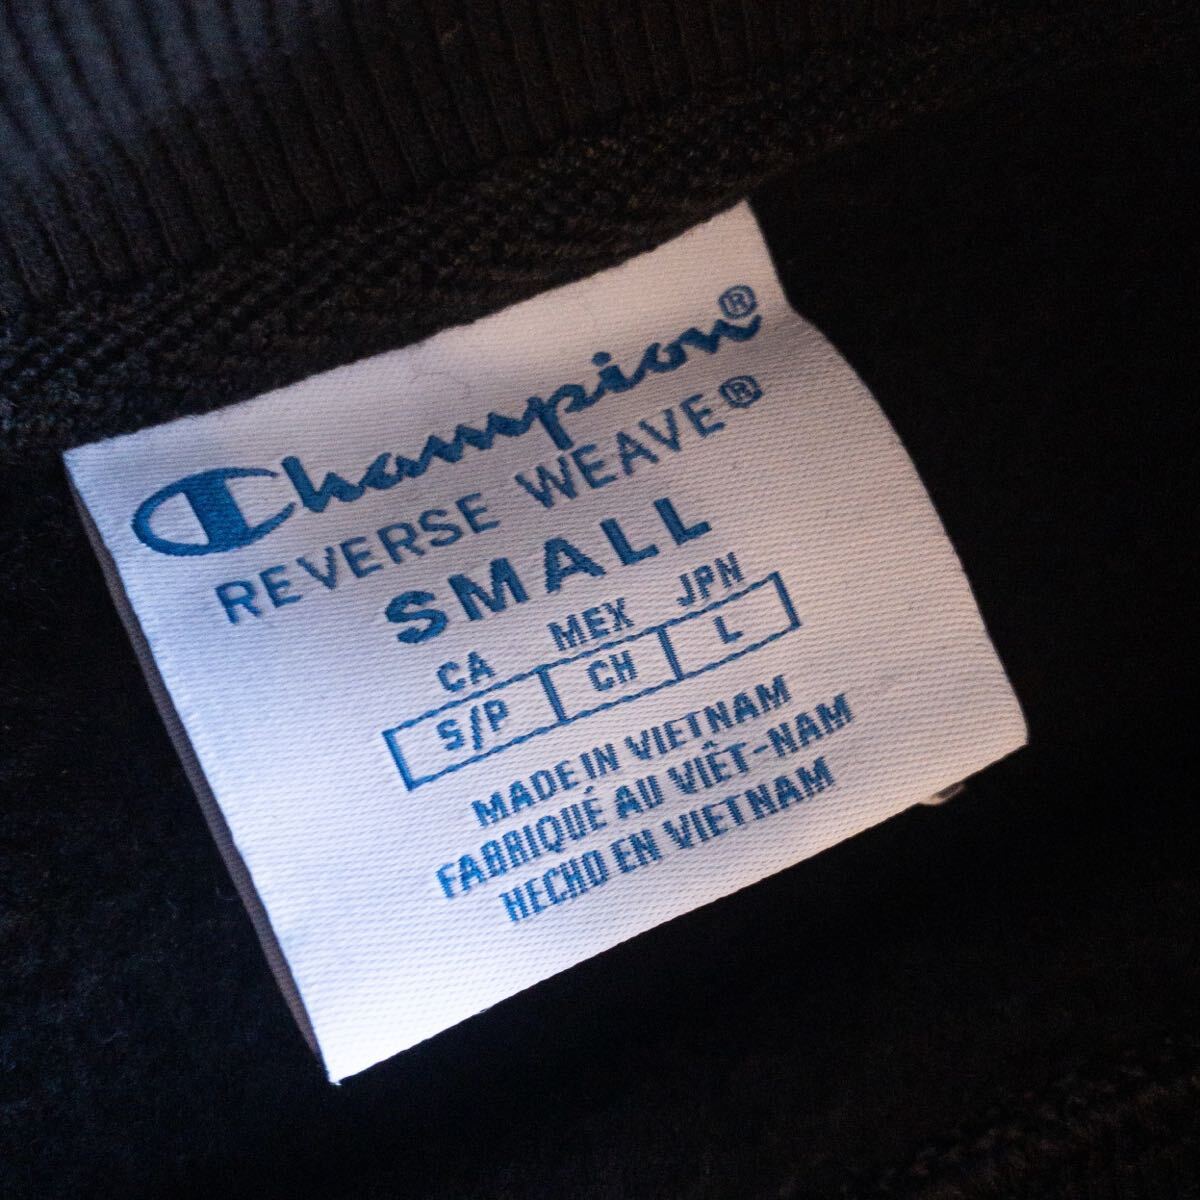 Champion®
REVERSE WEAVE®
SMALL
CA MEX JPN
S/P CH L
MADE IN VIETNAM
FABRIQUÉ AU VIÊT-NAM
HECHO EN VIETNAM